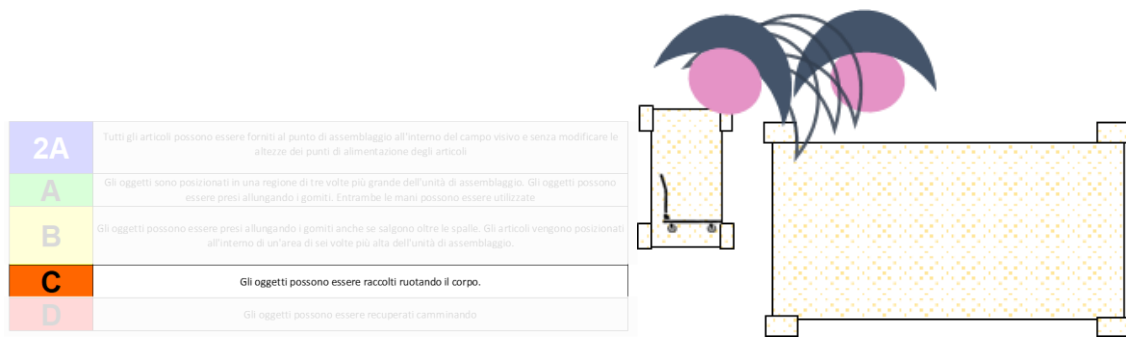 2A
Tutti gli articoli possono essere forniti al punto di assemblaggio all'interno del campo visivo e senza modificare le
altezze dei punti di alimentazione degli articoli
A
Gli oggetti sono posizionati in una regione di tre volte più grande dell'unità di assemblaggio. Gli oggetti possono
essere presi allungando i gomiti. Entrambe le mani possono essere utilizzate
B
Gli oggetti possono essere presi allungando i gomiti anche se salgono oltre le spalle. Gli articoli vengono posizionati
all'interno di un'area di sei volte più alta dell'unità di assemblaggio.
C
Gli oggetti possono essere raccolti ruotando il corpo.
D
Gli oggetti possono essere recuperati camminando